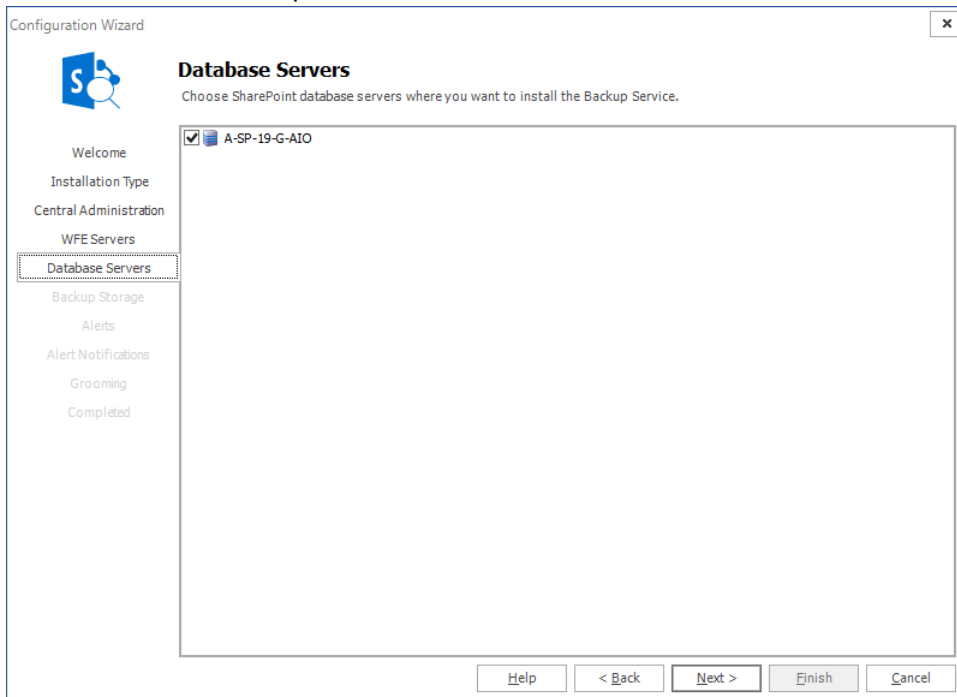 Configuration Wizard
Database Servers
Choose SharePoint database servers where you want to install the Backup Service.
Welcome
Installation Type
Central Administration
WFE Servers
Database Servers
Backup Storage
Alerts
Alert Notifications
Grooming
Completed
A-SP-19-G-AIO
Help
< Back
Next >
Finish
Cancel